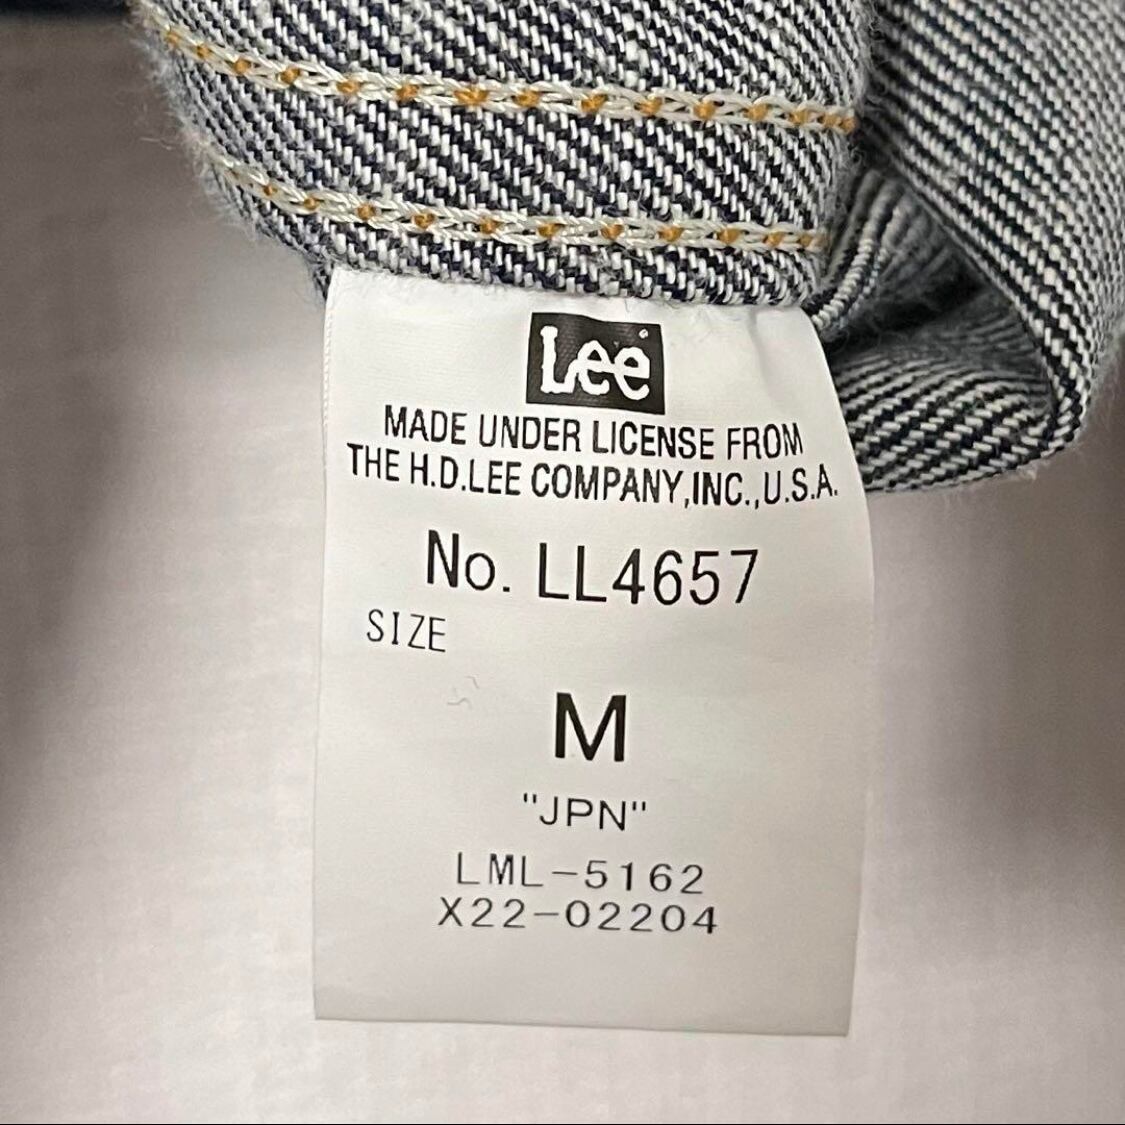 Lee
MADE UNDER LICENSE FROM
THE H.D.LEE COMPANY,INC.,U.S.A.
No. LL4657
SIZE
M
"JPN"
LML-5162
X22-02204